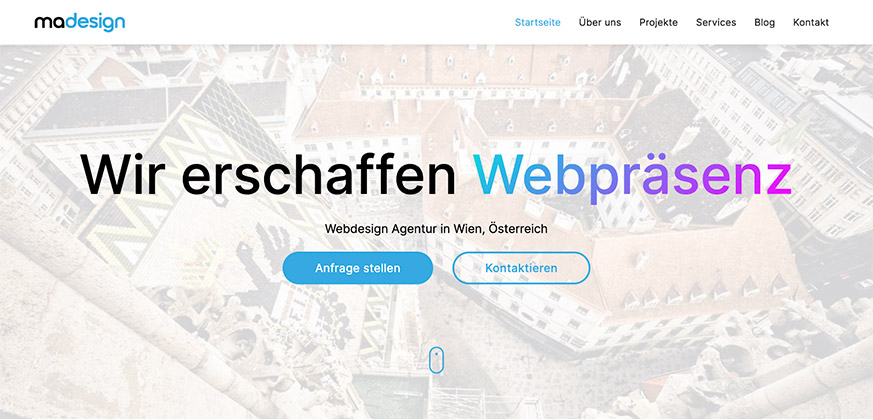 madesign
Startseite Über uns Projekte Services Blog Kontakt
Wir erschaffen Webpräsenz
Webdesign Agentur in Wien, Österreich
Anfrage stellen Kontaktieren